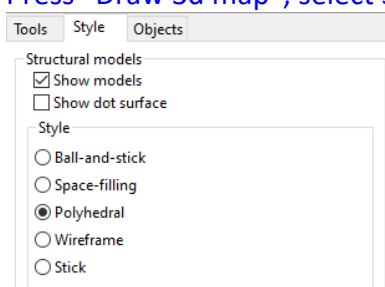 Press "Draw 3d map", select S
Tools Style Objects
Structural models
Show models
Show dot surface
Style
Ball-and-stick
Space-filling
Polyhedral
Wireframe
Stick